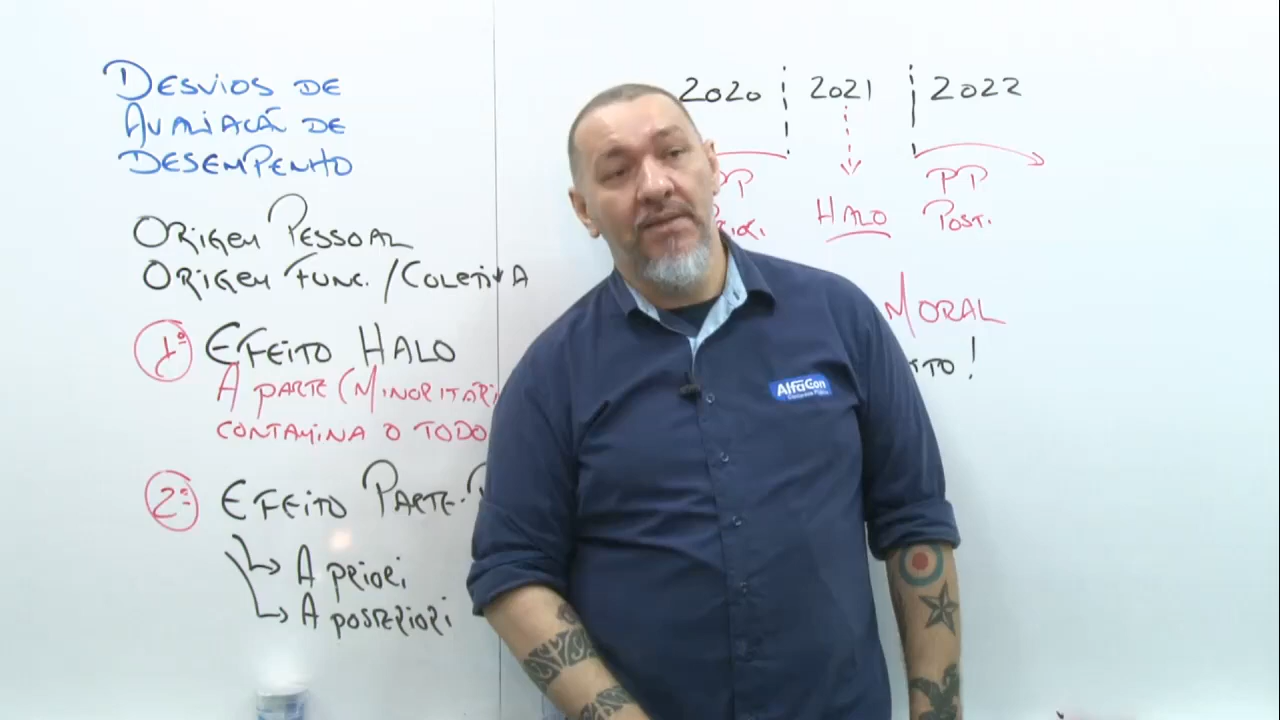 DESVIOS DE
AVALIAÇÃO DE
DESEMPENHO
ORIGEM PESSOAL
ORIGEM FUNC./COLETIVA
1º EFEITO HALO
A PARTE (MINORITÁRI
CONTAMINA O TODO
2º EFEITO PARTE-P
A PRIORI
A POSTERIORI
2020 2021 2022
PP PP
HALO POST.
MORAL
!
AlfaCon